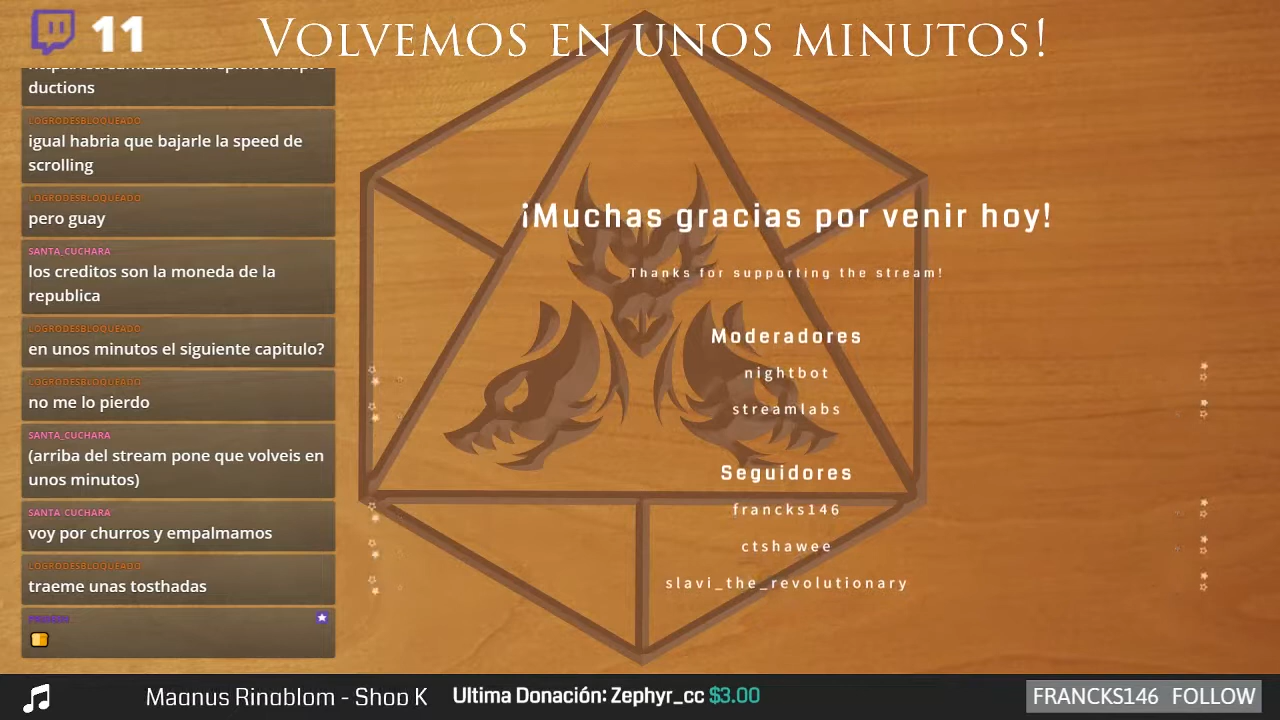 11
VOLVEMOS EN UNOS MINUTOS!
ductions
LOGRODESBLOQUEADO
igual habria que bajarle la speed de
scrolling
LOGRODESBLOQUEADO
pero guay
SANTA_CUCHARA
los creditos son la moneda de la
republica
LOGRODESBLOQUEADO
en unos minutos el siguiente capitulo?
LOGRODESBLOQUEADO
no me lo pierdo
SANTA_CUCHARA
(arriba del stream pone que volveis en
unos minutos)
SANTA_CUCHARA
voy por churros y empalmamos
LOGRODESBLOQUEADO
traeme unas tosthadas
¡Muchas gracias por venir hoy!
Thanks for supporting the stream!
Moderadores
nightbot
streamlabs
Seguidores
francks146
ctshawee
slavi_the_revolutionary
Magnus Ringblom - Shop K
Ultima Donación: Zephyr_cc $3.00
FRANCKS146 FOLLOW